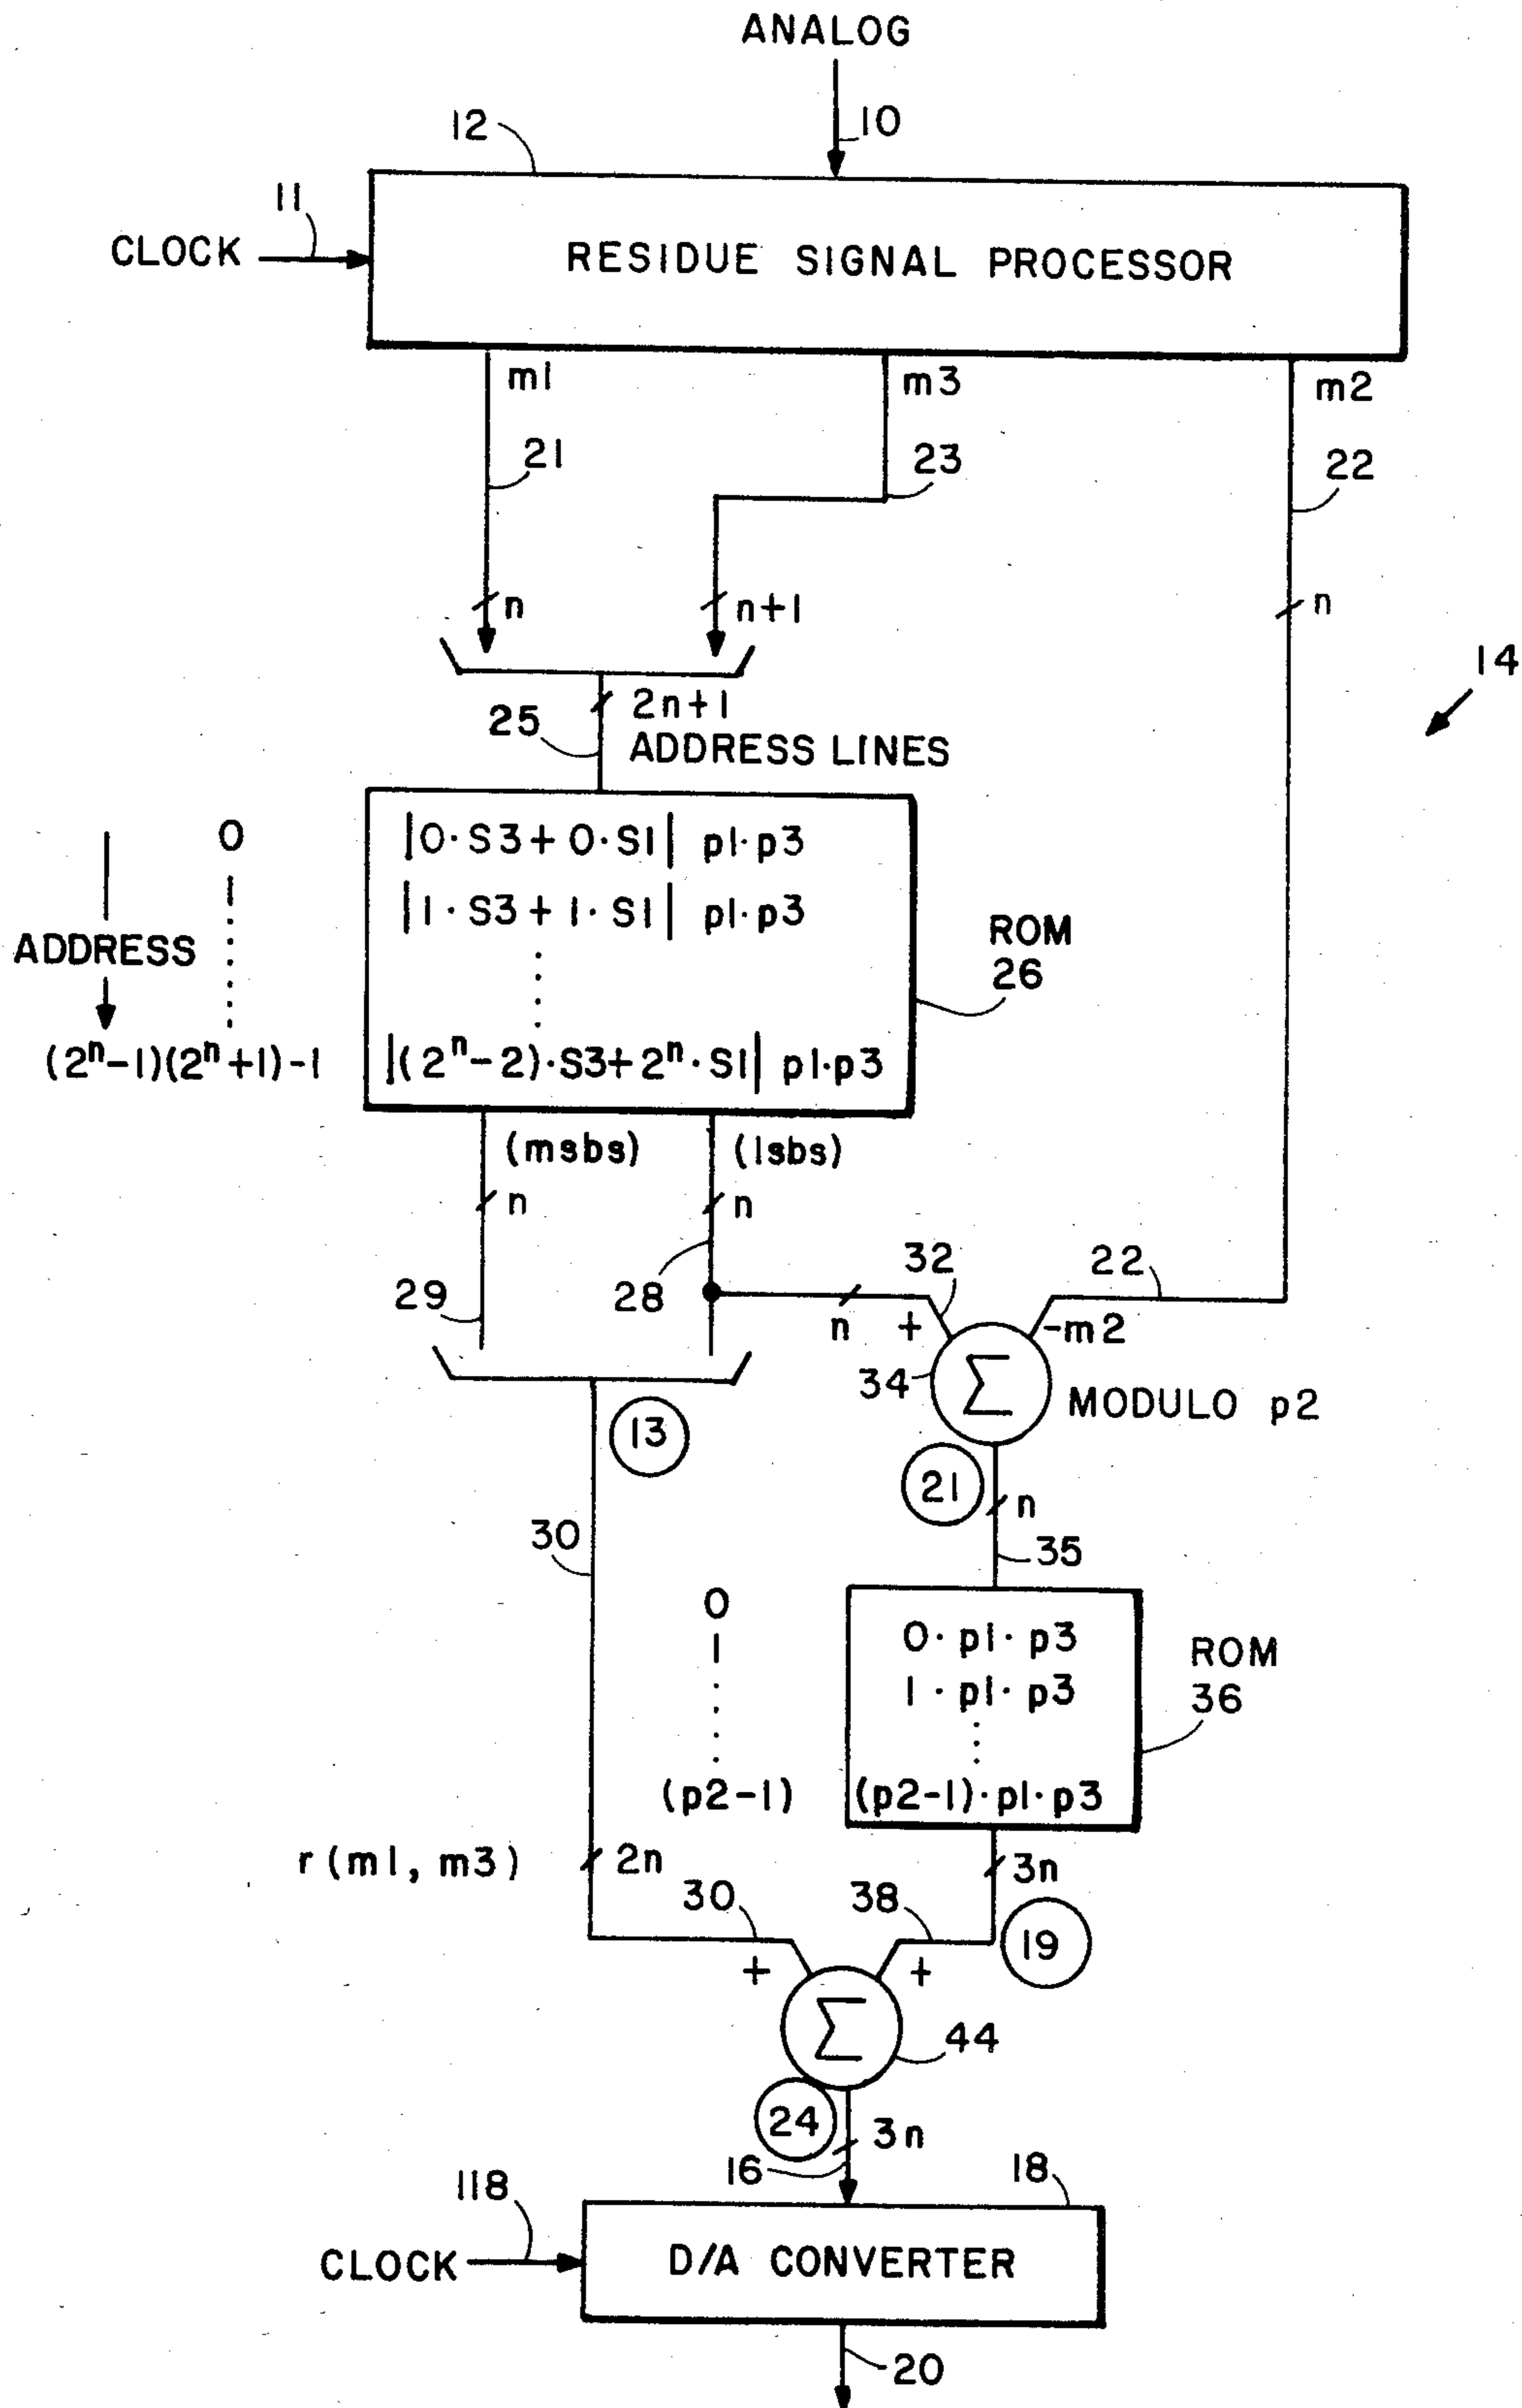 ANALOG
10
12
11
CLOCK
RESIDUE SIGNAL PROCESSOR
m1
m3
m2
21
23
22
n
n+1
n
14
25
2n+1
ADDRESS LINES
0
1
ADDRESS
(2ⁿ-1)(2ⁿ+1)-1
|0·S3+0·S1| p1·p3
|1·S3+1·S1| p1·p3
|(2ⁿ-2)·S3+2ⁿ·S1| p1·p3
ROM
26
(msbs)
(lsbs)
n
n
29
28
32
22
n
+
-m2
34
Σ
MODULO p2
13
21
n
30
35
0
1
(p2-1)
0·p1·p3
1·p1·p3
(p2-1)·p1·p3
ROM
36
r(m1, m3)
2n
3n
30
38
19
+
+
Σ
44
24
3n
16
18
118
CLOCK
D/A CONVERTER
20